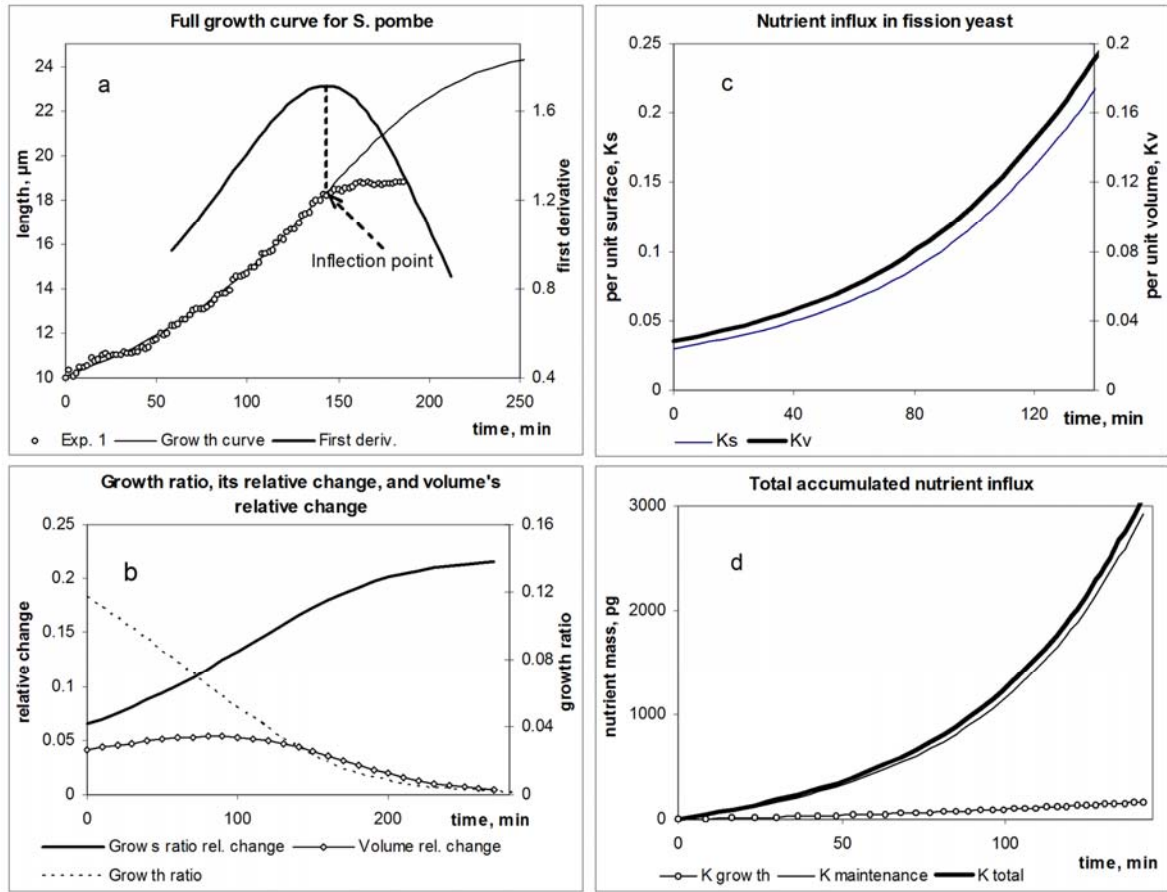 Full growth curve for S. pombe
a
24
22
20
18
16
14
12
10
length, µm
1.6
1.2
0.8
0.4
first derivative
Inflection point
0 50 100 150 200 250
time, min
Exp. 1 Grow th curve First deriv.
Nutrient influx in fission yeast
c
0.25
0.2
0.15
0.1
0.05
0
per unit surface, Ks
0.2
0.16
0.12
0.08
0.04
0
per unit volume, Kv
0 40 80 120 time, min
Ks Kv
Growth ratio, its relative change, and volume's
relative change
b
0.25
0.2
0.15
0.1
0.05
0
relative change
0.16
0.12
0.08
0.04
0
growth ratio
0 100 200
time, min
Grow s ratio rel. change Volume rel. change
Grow th ratio
Total accumulated nutrient influx
d
3000
2000
1000
0
nutrient mass, pg
0 50 100
time, min
K grow th K maintenance K total